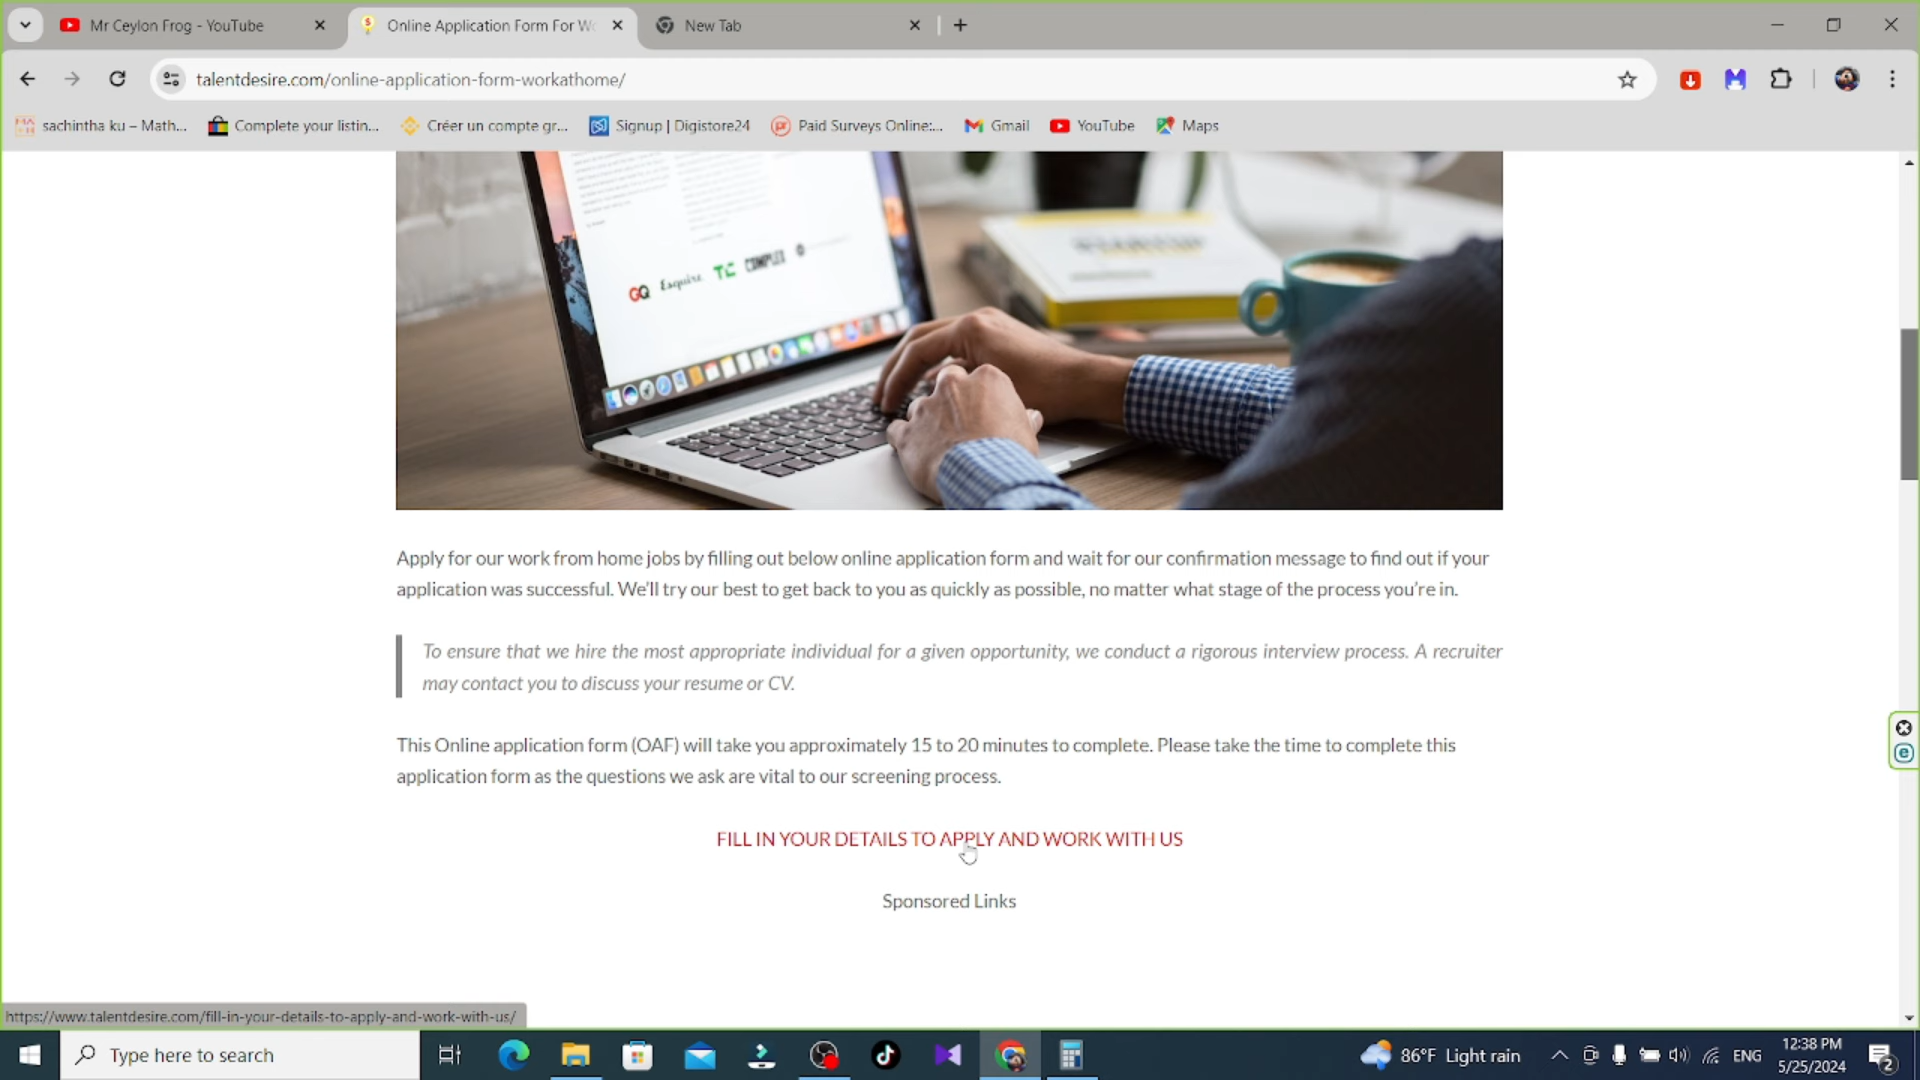 Mr Ceylon Frog - YouTube
Online Application Form For Wo
New Tab
talentdesire.com/online-application-form-workathome/
sachintha ku – Math...
Complete your listin...
Créer un compte gr...
Signup | Digistore24
Paid Surveys Online:...
Gmail
YouTube
Maps
GQ Esquire TC COMPLEX
Apply for our work from home jobs by filling out below online application form and wait for our confirmation message to find out if your
application was successful. We'll try our best to get back to you as quickly as possible, no matter what stage of the process you're in.
To ensure that we hire the most appropriate individual for a given opportunity, we conduct a rigorous interview process. A recruiter
may contact you to discuss your resume or CV.
This Online application form (OAF) will take you approximately 15 to 20 minutes to complete. Please take the time to complete this
application form as the questions we ask are vital to our screening process.
FILL IN YOUR DETAILS TO APPLY AND WORK WITH US
Sponsored Links
https://www.talentdesire.com/fill-in-your-details-to-apply-and-work-with-us/
Type here to search
86°F Light rain
ENG
12:38 PM
5/25/2024
2